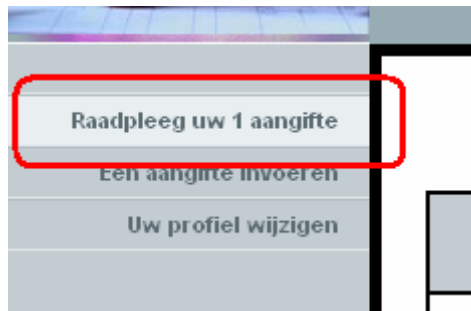 Raadpleeg uw 1 aangifte
Een aangifte invoeren
Uw profiel wijzigen